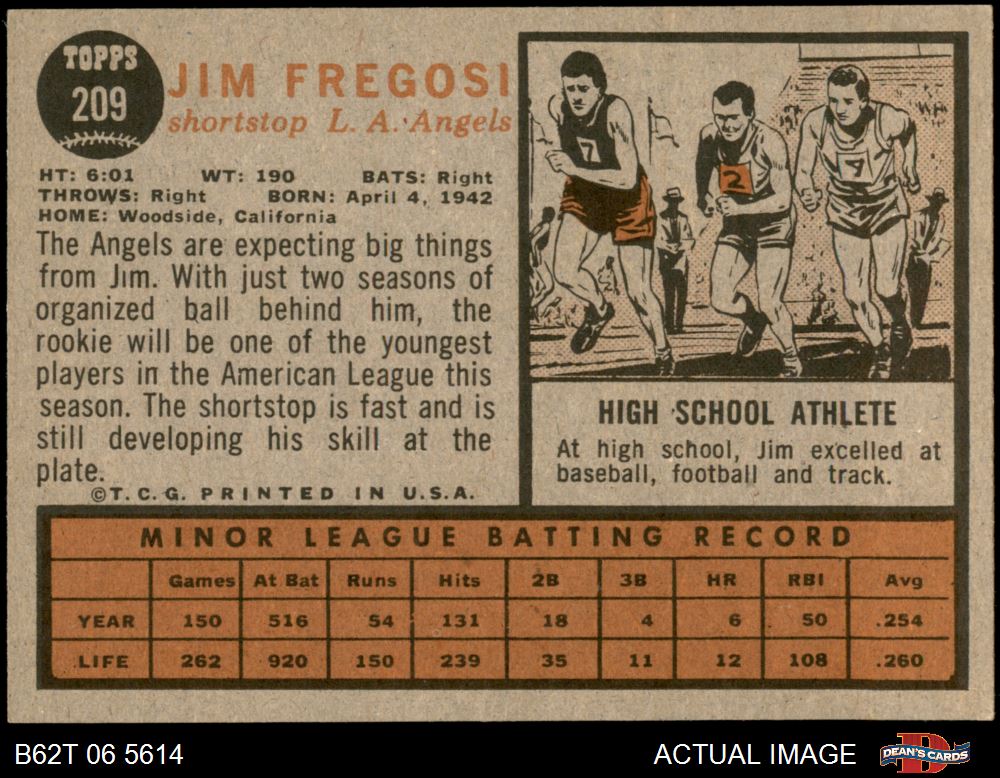 TOPPS
209
JIM FREGOSI
shortstop L. A. Angels
HT: 6:01 WT: 190 BATS: Right
THROWS: Right BORN: April 4, 1942
HOME: Woodside, California
The Angels are expecting big things
from Jim. With just two seasons of
organized ball behind him, the
rookie will be one of the youngest
players in the American League this
season. The shortstop is fast and is
still developing his skill at the
plate.
©T. C. G. PRINTED IN U. S. A.
7
2
9
HIGH SCHOOL ATHLETE
At high school, Jim excelled at
baseball, football and track.
MINOR LEAGUE BATTING RECORD
Games At Bat Runs Hits 2B 3B HR RBI Avg
YEAR 150 516 54 131 18 4 6 50 .254
LIFE 262 920 150 239 35 11 12 108 .260
B62T 06 5614
ACTUAL IMAGE
DEAN'S CARDS